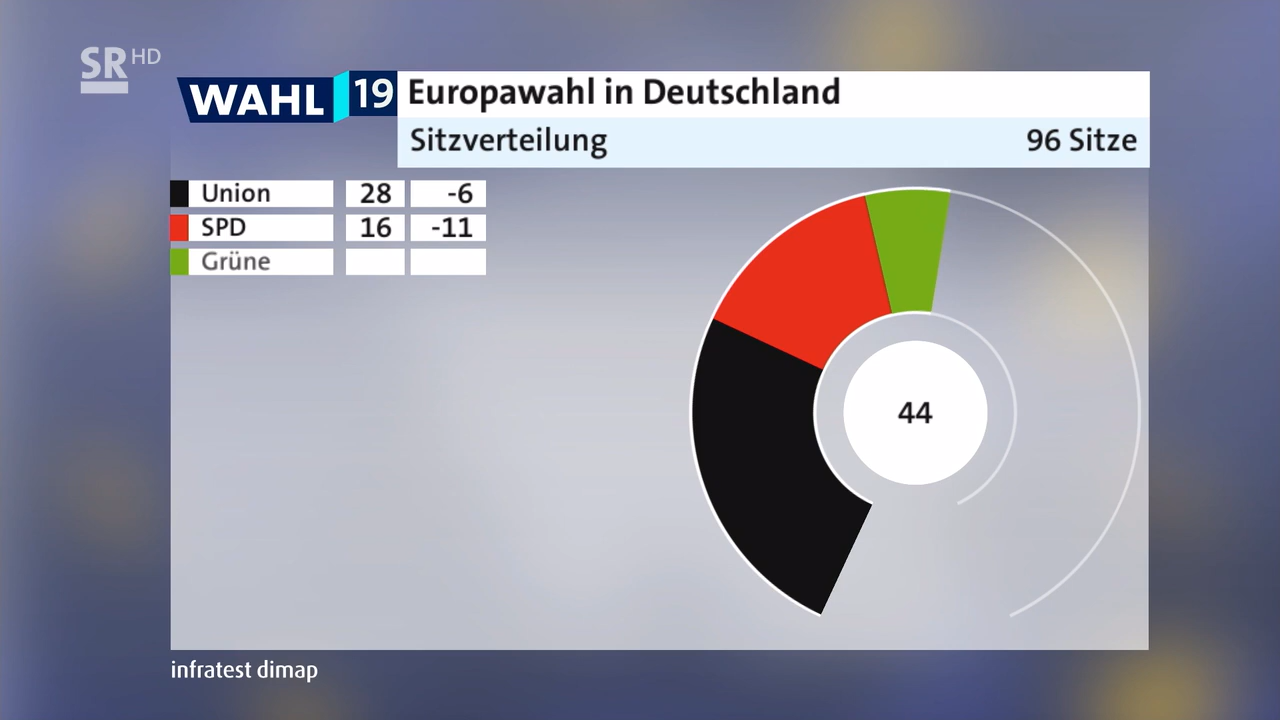 SR HD
WAHL 19
Europawahl in Deutschland
Sitzverteilung 96 Sitze
Union 28 -6
SPD 16 -11
Grüne
44
infratest dimap